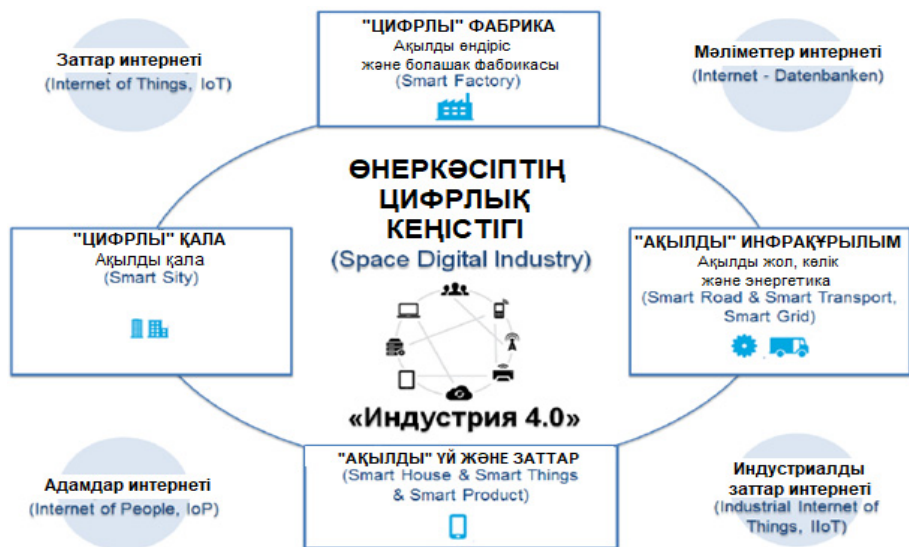 "ЦИФРЛЫ" ФАБРИКА
Ақылды өндіріс
және болашақ фабрикасы
(Smart Factory)
Заттар интернеті
(Internet of Things, IoT)
Мәліметтер интернеті
(Internet - Datenbanken)
ӨНЕРКӘСІПТІҢ
ЦИФРЛЫҚ
КЕҢІСТІГІ
(Space Digital Industry)
"ЦИФРЛЫ" ҚАЛА
Ақылды қала
(Smart Sity)
"АҚЫЛДЫ" ИНФРАҚҰРЫЛЫМ
Ақылды жол, көлік
және энергетика
(Smart Road & Smart Transport,
Smart Grid)
«Индустрия 4.0»
"АҚЫЛДЫ" ҮЙ ЖӘНЕ ЗАТТАР
(Smart House & Smart Things
& Smart Product)
Адамдар интернеті
(Internet of People, IoP)
Индустриалды
заттар интернеті
(Industrial Internet of
Things, IIoT)